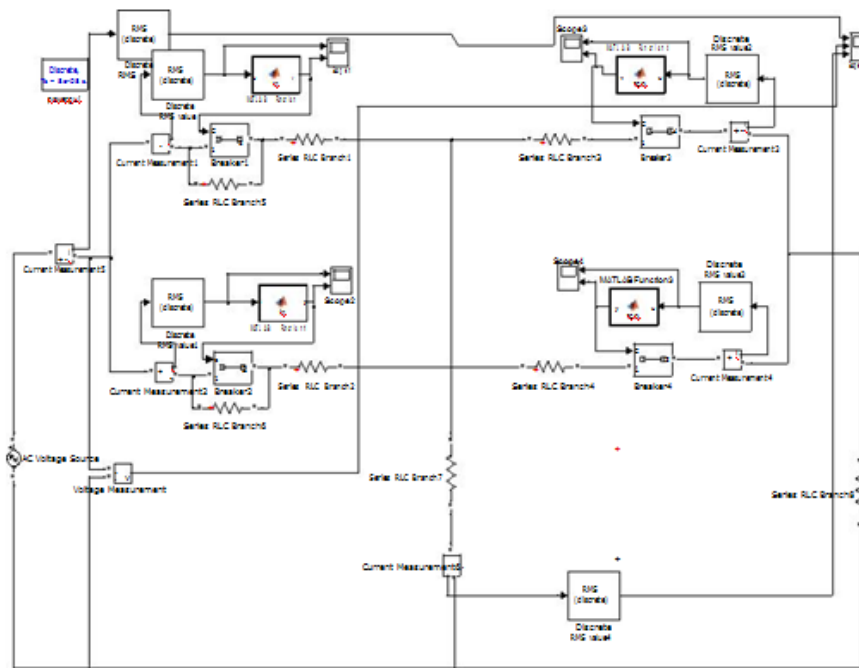 RMS
(discrete)
Discrete
RMS
RMS
(discrete)
Discrete
RMS value
Discrete,
Current Measurement1
Breaker1
Series RLC Branch1
Series RLC Branch5
Scope3
RMS
(discrete)
Discrete
RMS value2
Series RLC Branch3
Breaker3
Current Measurement3
Current Measurement5
RMS
(discrete)
Discrete
RMS value1
Scope2
Current Measurement2
Breaker2
Series RLC Branch2
Series RLC Branch6
Scope4
MATLAB Function3
Discrete
RMS value3
RMS
(discrete)
Series RLC Branch4
Breaker4
Current Measurement4
AC Voltage Source
Voltage Measurement
V
Series RLC Branch7
Series RLC Branch8
Current Measurement6
RMS
(discrete)
Discrete
RMS value4